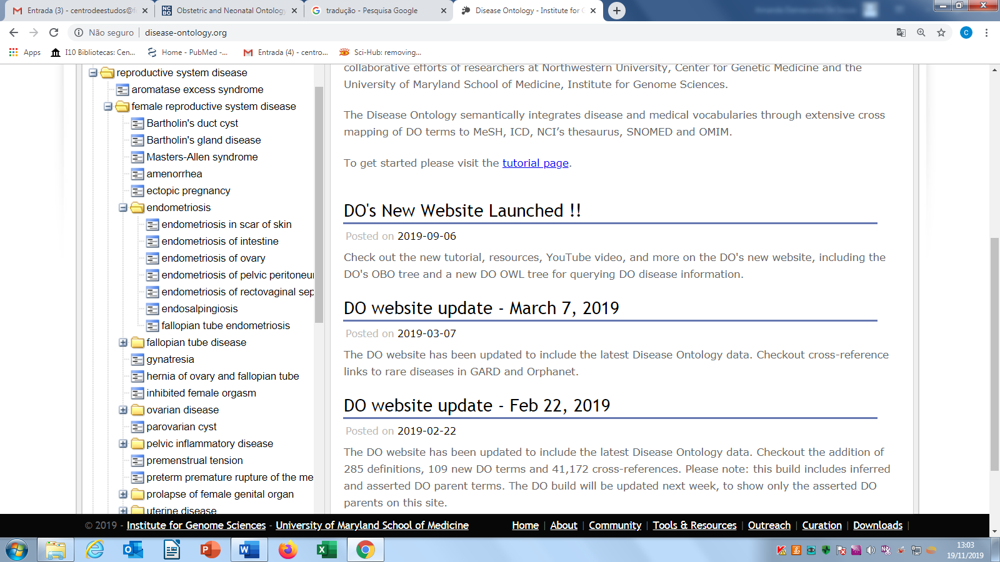 Entrada (3) - centrodeestudos@f
Obstetric and Neonatal Ontology
tradução - Pesquisa Google
Disease Ontology - Institute for G
Não seguro | disease-ontology.org
Apps
I10 Bibliotecas: Cen...
Home - PubMed -...
Entrada (4) - centro...
Sci-Hub: removing...
reproductive system disease
aromatase excess syndrome
female reproductive system disease
Bartholin's duct cyst
Bartholin's gland disease
Masters-Allen syndrome
amenorrhea
ectopic pregnancy
endometriosis
endometriosis in scar of skin
endometriosis of intestine
endometriosis of ovary
endometriosis of pelvic peritoneu
endometriosis of rectovaginal sep
endosalpingiosis
fallopian tube endometriosis
fallopian tube disease
gynatresia
hernia of ovary and fallopian tube
inhibited female orgasm
ovarian disease
parovarian cyst
pelvic inflammatory disease
premenstrual tension
preterm premature rupture of the me
prolapse of female genital organ
uterine disease
collaborative efforts of researchers at Northwestern University, Center for Genetic Medicine and the
University of Maryland School of Medicine, Institute for Genome Sciences.
The Disease Ontology semantically integrates disease and medical vocabularies through extensive cross
mapping of DO terms to MeSH, ICD, NCI’s thesaurus, SNOMED and OMIM.
To get started please visit the tutorial page.
DO's New Website Launched !!
Posted on 2019-09-06
Check out the new tutorial, resources, YouTube video, and more on the DO's new website, including the
DO's OBO tree and a new DO OWL tree for querying DO disease information.
DO website update - March 7, 2019
Posted on 2019-03-07
The DO website has been updated to include the latest Disease Ontology data. Checkout cross-reference
links to rare diseases in GARD and Orphanet.
DO website update - Feb 22, 2019
Posted on 2019-02-22
The DO website has been updated to include the latest Disease Ontology data. Checkout the addition of
285 definitions, 109 new DO terms and 41,172 cross-references. Please note: this build includes inferred
and asserted DO parent terms. The DO build will be updated next week, to show only the asserted DO
parents on this site.
© 2019 - Institute for Genome Sciences - University of Maryland School of Medicine
Home | About | Community | Tools & Resources | Outreach | Curation | Downloads |
13:03
19/11/2019